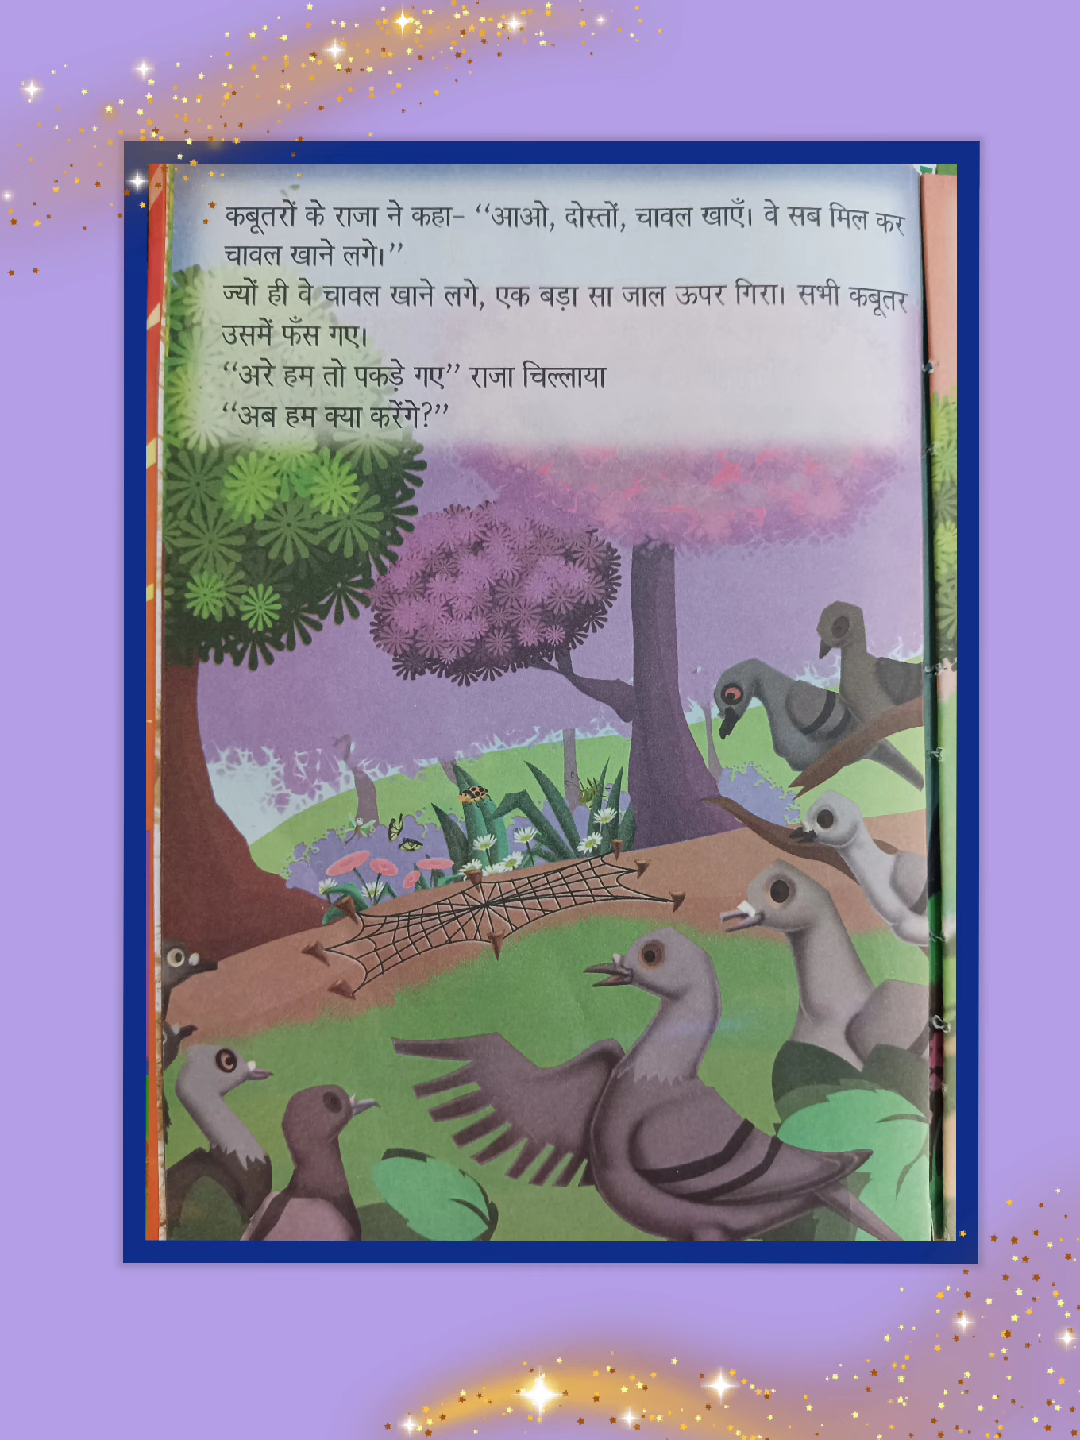 कबूतरों के राजा ने कहा– “आओ, दोस्तों, चावल खाएँ। वे सब मिल कर
चावल खाने लगे।”
ज्यों ही वे चावल खाने लगे, एक बड़ा सा जाल ऊपर गिरा। सभी कबूतर
उसमें फँस गए।
“अरे हम तो पकड़े गए” राजा चिल्लाया
“अब हम क्या करेंगे?”